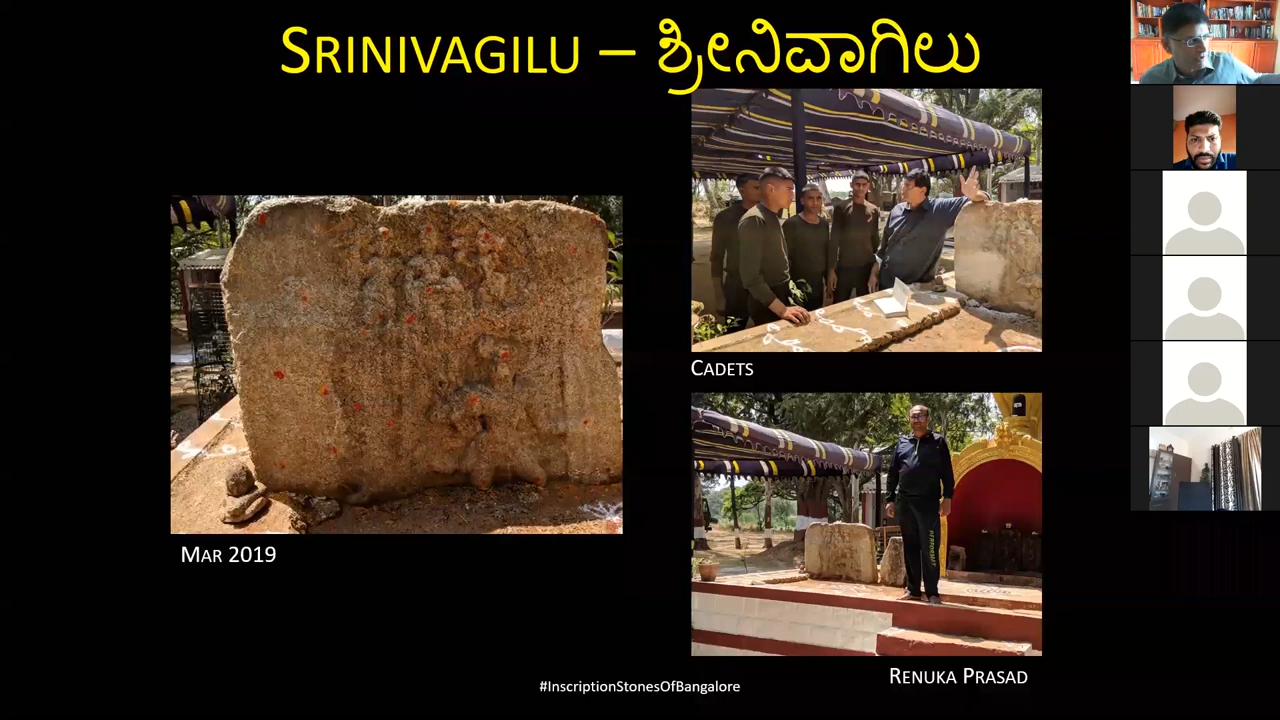 SRINIVAGILU – ಶ್ರೀನಿವಾಗಿಲು
CADETS
MAR 2019
RENUKA PRASAD
#InscriptionStonesOfBangalore